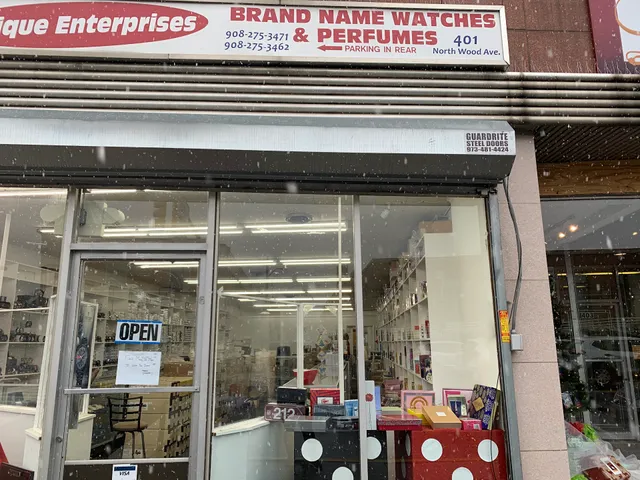 ique Enterprises
BRAND NAME WATCHES
& PERFUMES
908-275-3471
908-275-3462
PARKING IN REAR
401
North Wood Ave.
GUARDRITE
STEEL DOORS
973-481-4424
OPEN
212
VISA